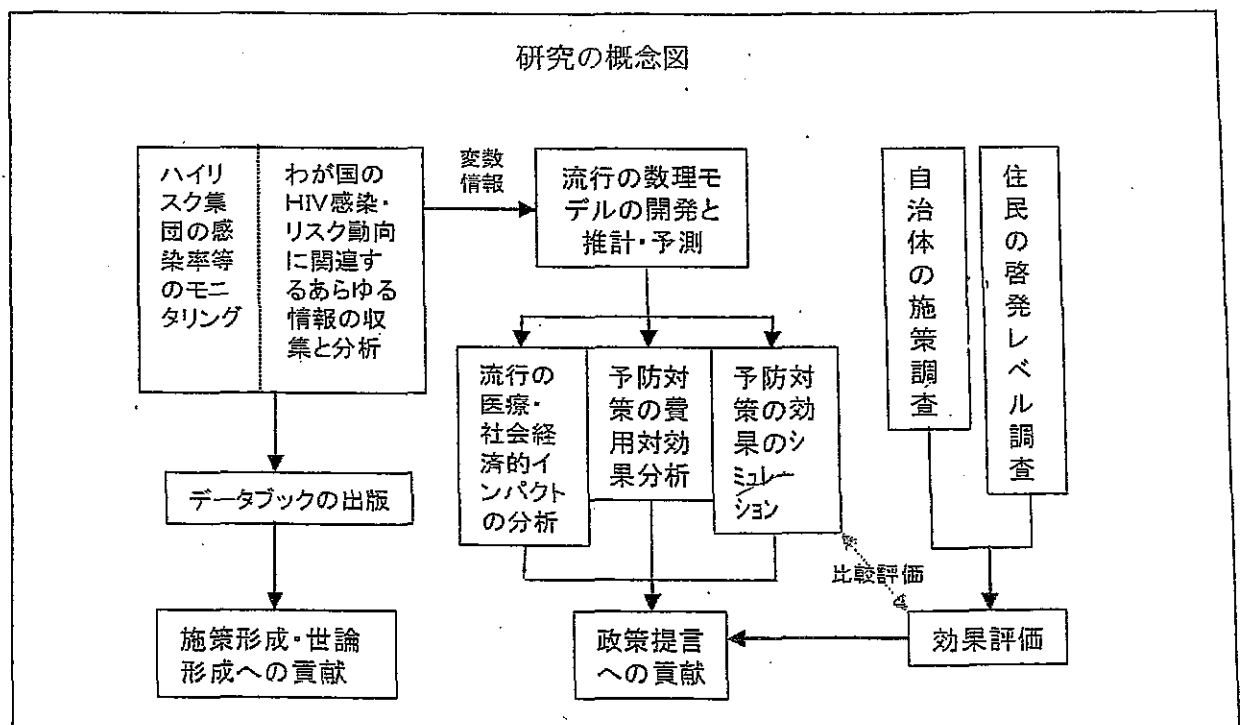 研究の概念図
ハイリ
スク集
団の感
染率等
のモニ
タリング
わが国の
HIV感染・
リスク動向
に関連す
るあらゆる
情報の収
集と分析
変数
情報
流行の数理モ
デルの開発と
推計・予測
自治体の施策調査
住民の啓発レベル調査
流行の
医療・
社会経
済的イ
ンパクト
の分析
予防対
策の費
用対効
果分析
予防対
策の効
果のシ
ミュレー
ション
データブックの出版
比較評価
施策形成・世論
形成への貢献
政策提言
への貢献
効果評価